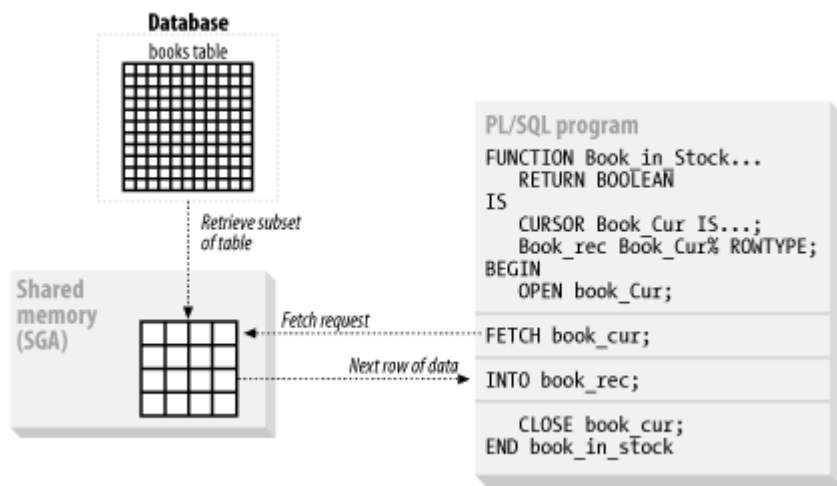 Database
books table
Retrieve subset
of table
Shared
memory
(SGA)
Fetch request
Next row of data
PL/SQL program
FUNCTION Book_in_Stock...
RETURN BOOLEAN
IS
CURSOR Book_Cur IS...;
Book_rec Book_Cur% ROWTYPE;
BEGIN
OPEN book_Cur;
FETCH book_cur;
INTO book_rec;
CLOSE book_cur;
END book_in_stock